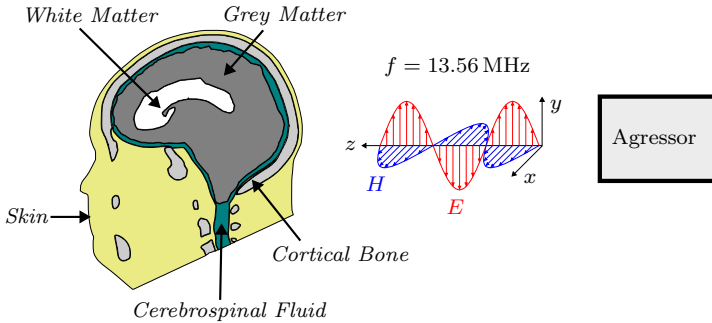 White Matter
Grey Matter
f = 13.56 MHz
y
Agressor
z
x
H
E
Skin
Cortical Bone
Cerebrospinal Fluid